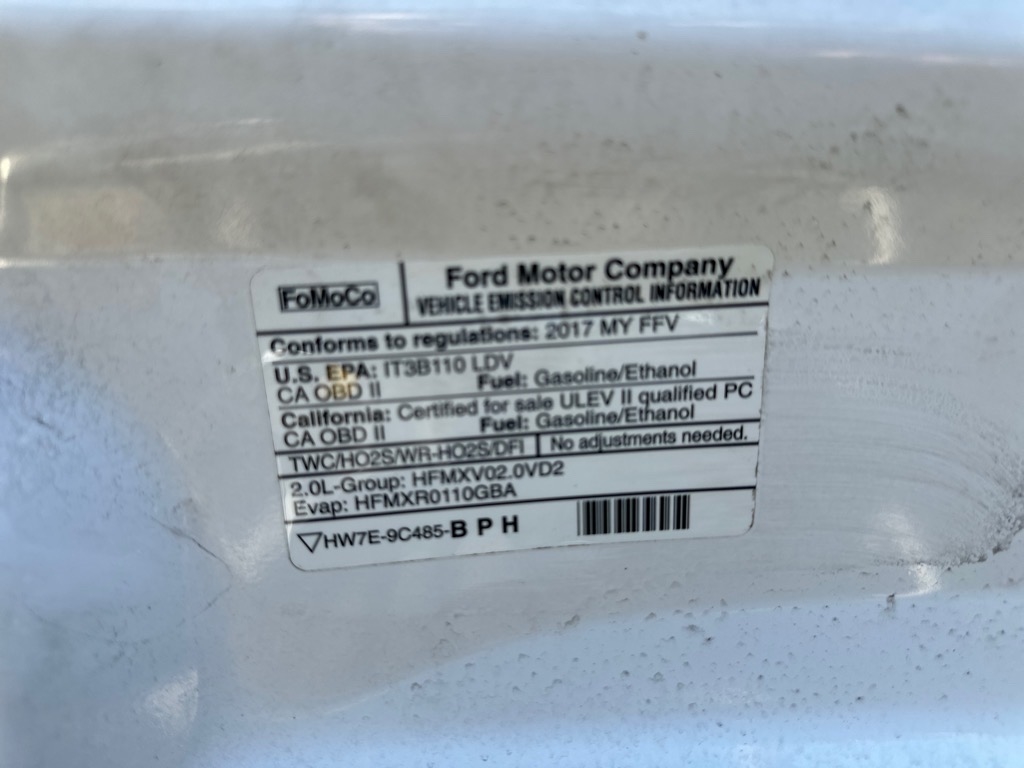 FoMoCo
Ford Motor Company
VEHICLE EMISSION CONTROL INFORMATION
Conforms to regulations: 2017 MY FFV
U.S. EPA: IT3B110 LDV
CA OBD II Fuel: Gasoline/Ethanol
California: Certified for sale ULEV II qualified PC
CA OBD II Fuel: Gasoline/Ethanol
TWC/HO2S/WR-HO2S/DFI No adjustments needed.
2.0L-Group: HFMXV02.0VD2
Evap: HFMXR0110GBA
HW7E-9C485-B P H